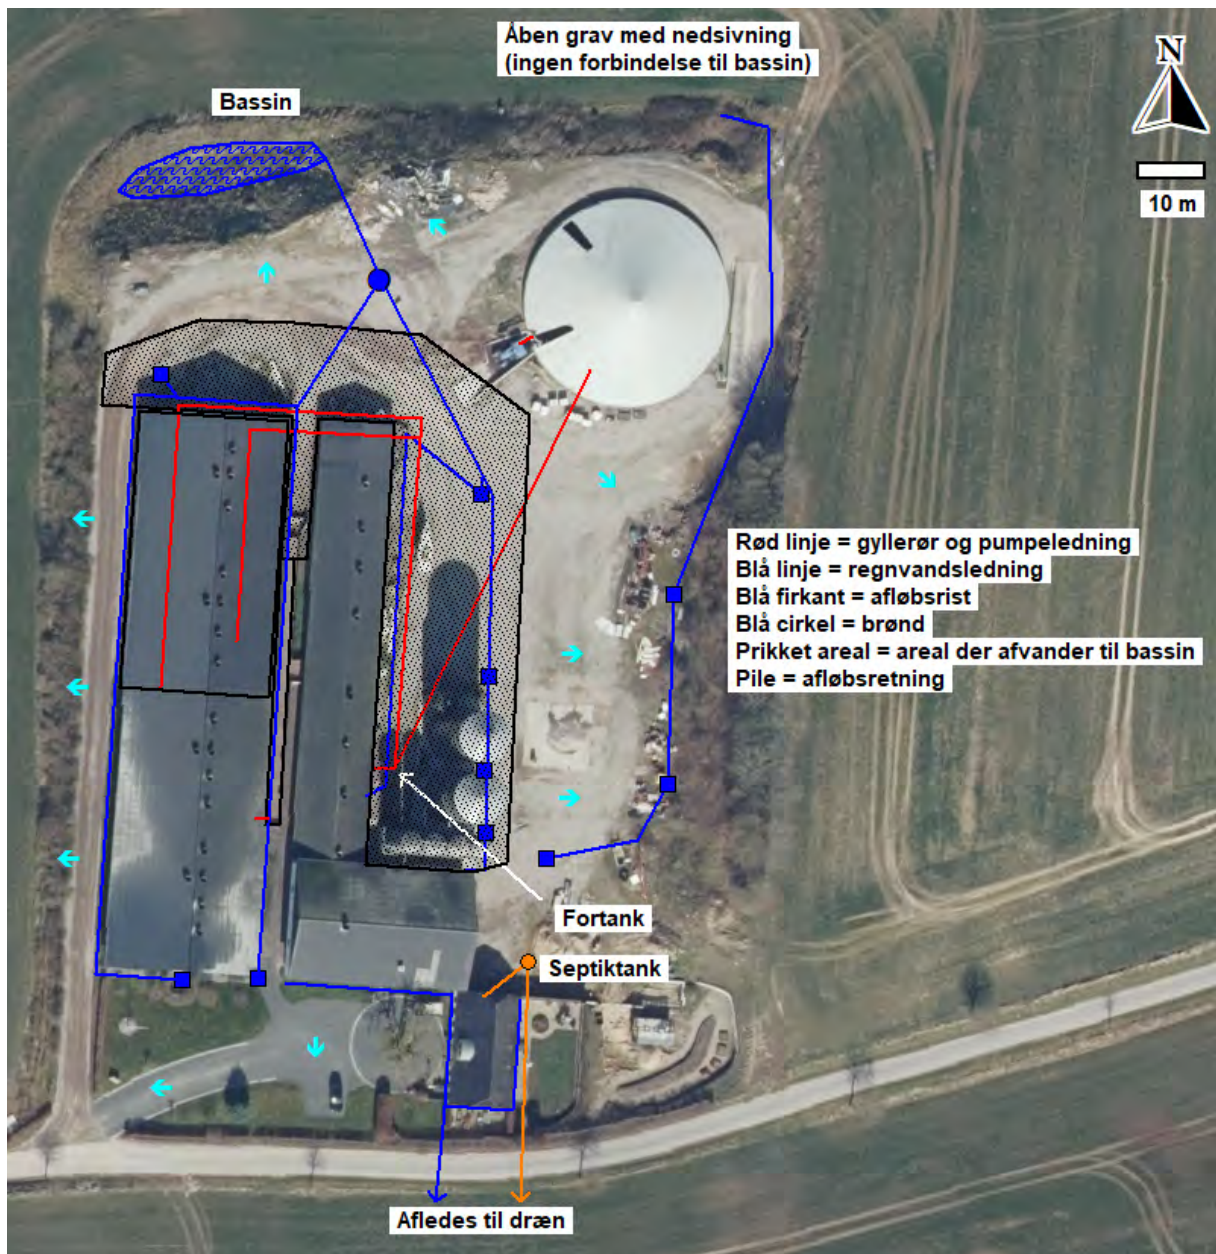 Åben grav med nedsivning
(ingen forbindelse til bassin)
Bassin
N
10 m
Rød linje = gyllerør og pumpeledning
Blå linje = regnvandsledning
Blå firkant = afløbsrist
Blå cirkel = brønd
Prikket areal = areal der afvander til bassin
Pile = afløbsretning
Fortank
Septiktank
Afledes til dræn